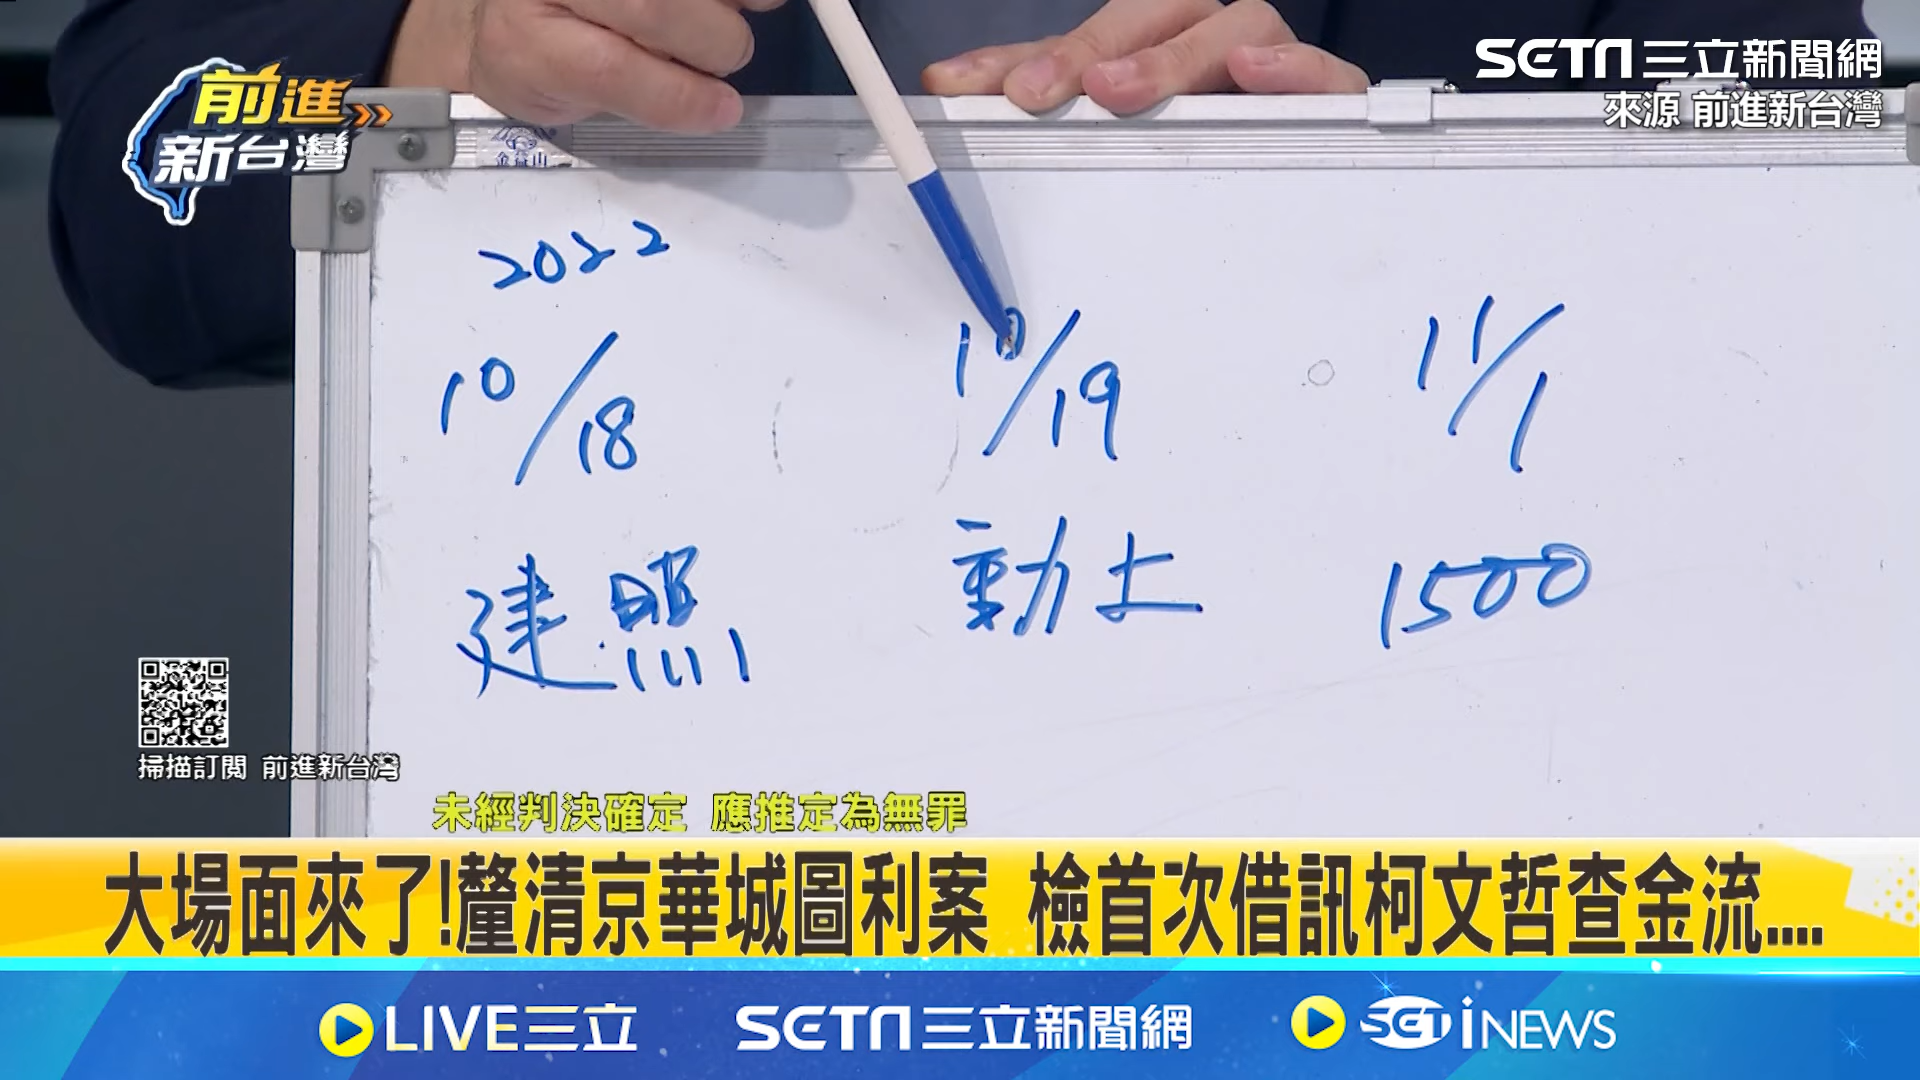 前進
新台灣
SETN三立新聞網
來源 前進新台灣
金益山
2022
10/18
10/19
11/1
建照
動土
1500
掃描訂閱 前進新台灣
未經判決確定 應推定為無罪
大場面來了!釐清京華城圖利案 檢首次借訊柯文哲查金流....
LIVE三立
SETN三立新聞網
SETiNEWS